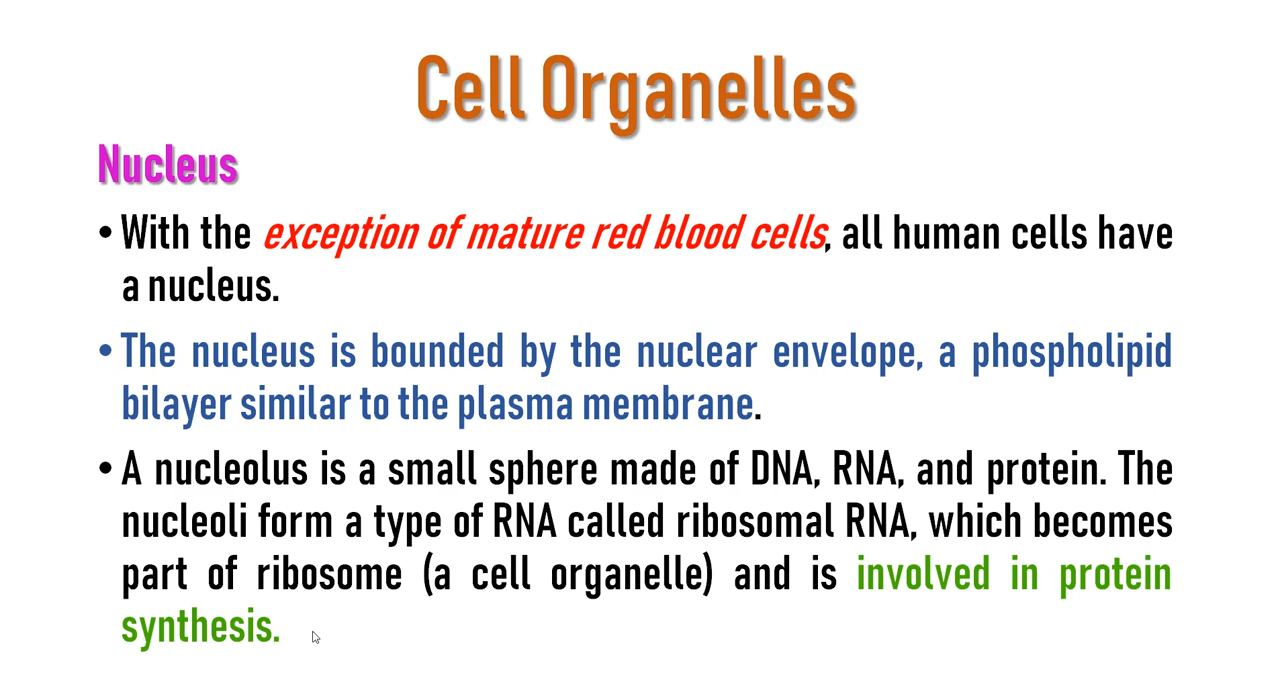 Cell Organelles
Nucleus
• With the exception of mature red blood cells, all human cells have
a nucleus.
• The nucleus is bounded by the nuclear envelope, a phospholipid
bilayer similar to the plasma membrane.
• A nucleolus is a small sphere made of DNA, RNA, and protein. The
nucleoli form a type of RNA called ribosomal RNA, which becomes
part of ribosome (a cell organelle) and is involved in protein
synthesis.